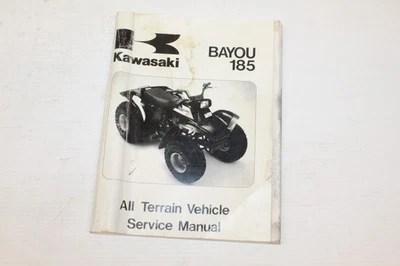 Kawasaki
BAYOU
185
All Terrain Vehicle
Service Manual